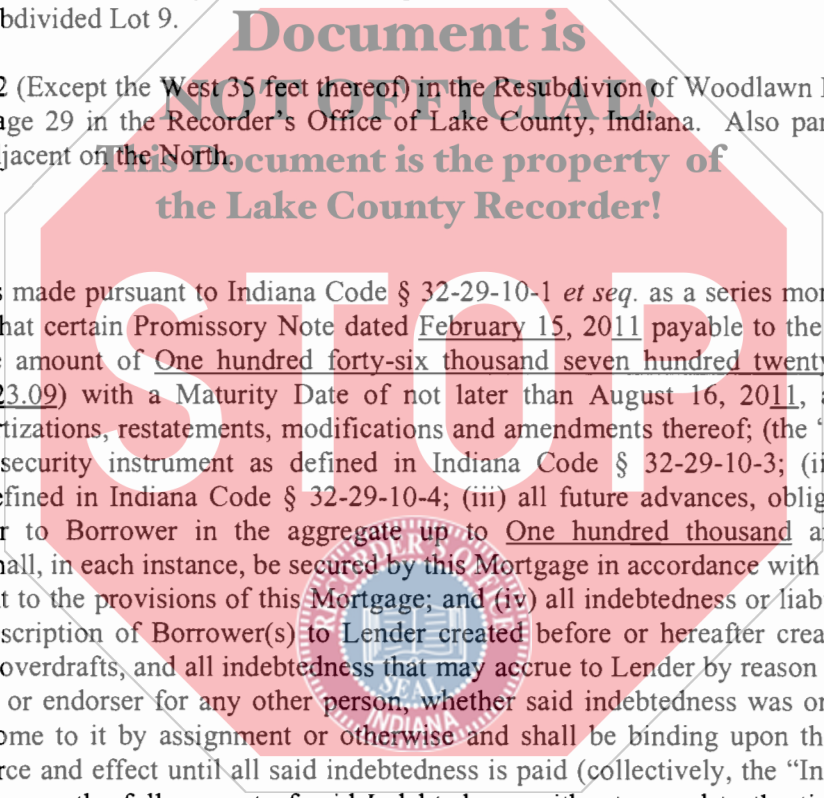 bdivided Lot 9.
Document is
NOT OFFICIAL!
2 (Except the West 35 feet thereof) in the Resubdivion of Woodlawn
age 29 in the Recorder's Office of Lake County, Indiana. Also par
jacent on the North.
This Document is the property of
the Lake County Recorder!
s made pursuant to Indiana Code § 32-29-10-1 et seq. as a series mor
hat certain Promissory Note dated February 15, 2011 payable to the
e amount of One hundred forty-six thousand seven hundred twenty
23.09) with a Maturity Date of not later than August 16, 2011, a
tizations, restatements, modifications and amendments thereof; (the "
security instrument as defined in Indiana Code § 32-29-10-3; (ii
efined in Indiana Code § 32-29-10-4; (iii) all future advances, oblig
r to Borrower in the aggregate up to One hundred thousand a
hall, in each instance, be secured by this Mortgage in accordance with
t to the provisions of this Mortgage; and (iv) all indebtedness or liab
scription of Borrower(s) to Lender created before or hereafter crea
overdrafts, and all indebtedness that may accrue to Lender by reason
or endorser for any other person, whether said indebtedness was or
ome to it by assignment or otherwise and shall be binding upon th
rce and effect until all said indebtedness is paid (collectively, the "In
STOP
RECORDER'S OFFICE
SEAL
INDIANA